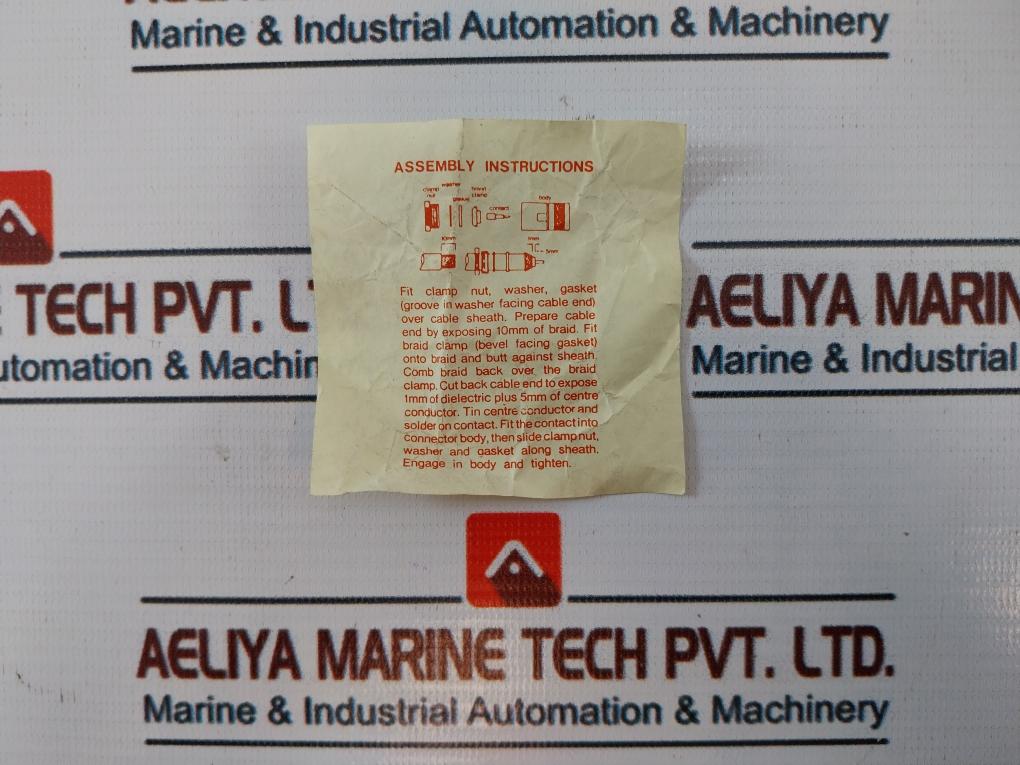 Marine & Industrial Automation & Machinery
ASSEMBLY INSTRUCTIONS
washer
clamp nut
braid clamp
gasket
contact
body
10mm
1mm
5mm
Fit clamp nut, washer, gasket
(groove in washer facing cable end)
over cable sheath. Prepare cable
end by exposing 10mm of braid. Fit
braid clamp (bevel facing gasket)
onto braid and butt against sheath.
Comb braid back over the braid
clamp. Cut back cable end to expose
1mm of dielectric plus 5mm of centre
conductor. Tin centre conductor and
solder on contact. Fit the contact into
connector body, then slide clamp nut,
washer and gasket along sheath.
Engage in body and tighten.
TECH PVT. L
utomation & Machin
AELIYA MARIN
Marine & Industrial
AELIYA MARINE TECH PVT. LTD.
Marine & Industrial Automation & Machinery